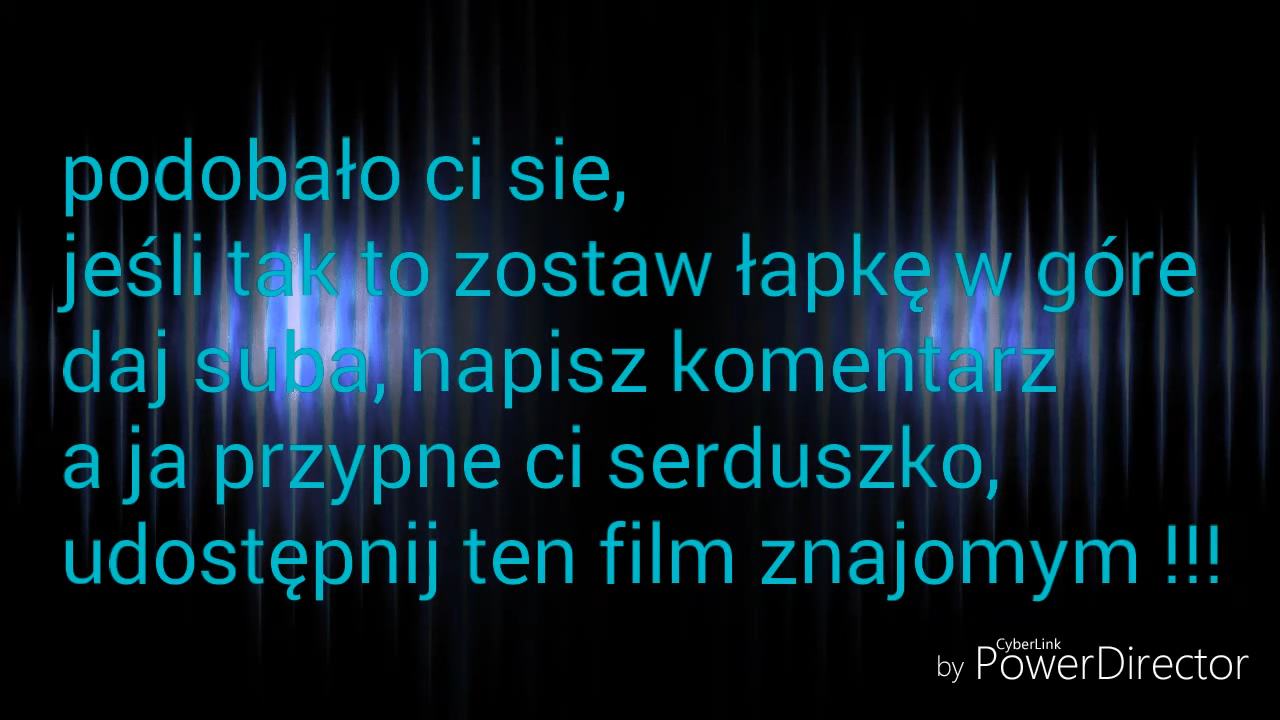 podobało ci sie,
jeśli tak to zostaw łapkę w góre
daj suba, napisz komentarz
a ja przypne ci serduszko,
udostępnij ten film znajomym !!!
by CyberLink PowerDirector